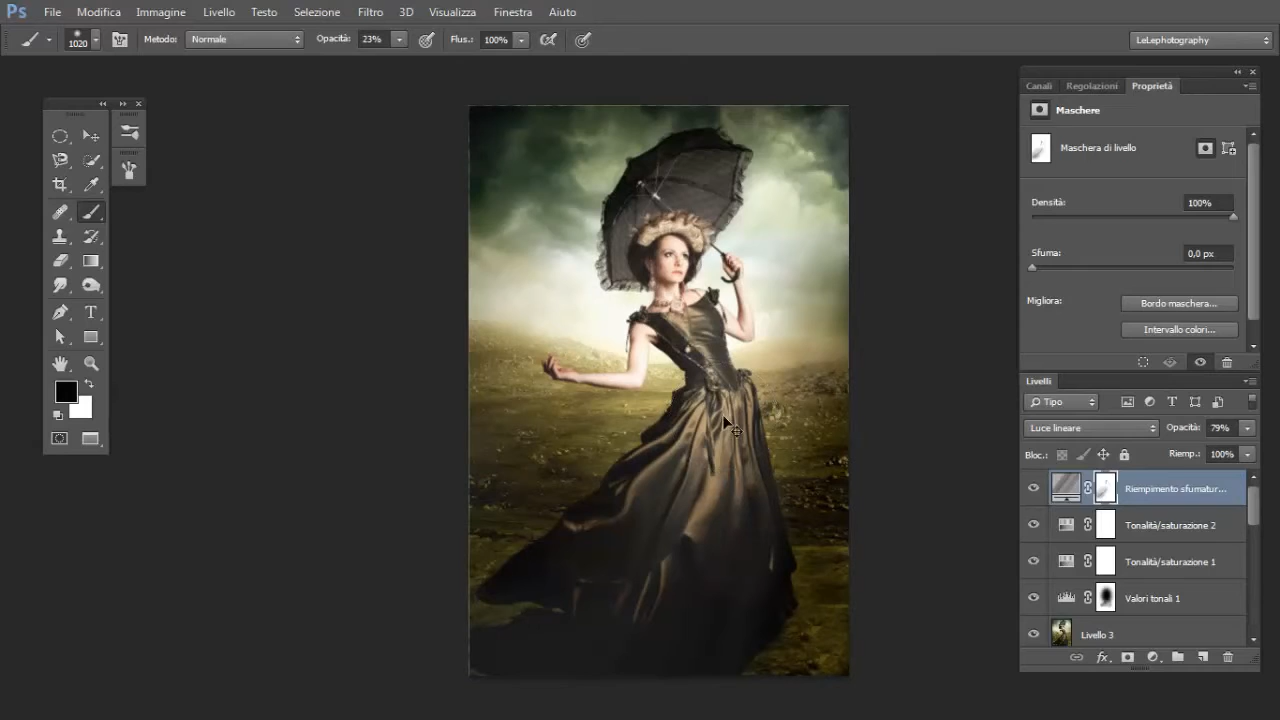 Ps File Modifica Immagine Livello Testo Selezione Filtro 3D Visualizza Finestra Aiuto
1020 Metodo: Normale Opacità: 23% Flus.: 100% LeLephotography
Canali Regolazioni Proprietà
Maschere
Maschera di livello
Densità: 100%
Sfuma: 0,0 px
Migliora: Bordo maschera...
Intervallo colori...
Livelli
Tipo
Luce lineare Opacità: 79%
Bloc.: Riemp.: 100%
Riempimento sfumatur...
Tonalità/saturazione 2
Tonalità/saturazione 1
Valori tonali 1
Livello 3
fx